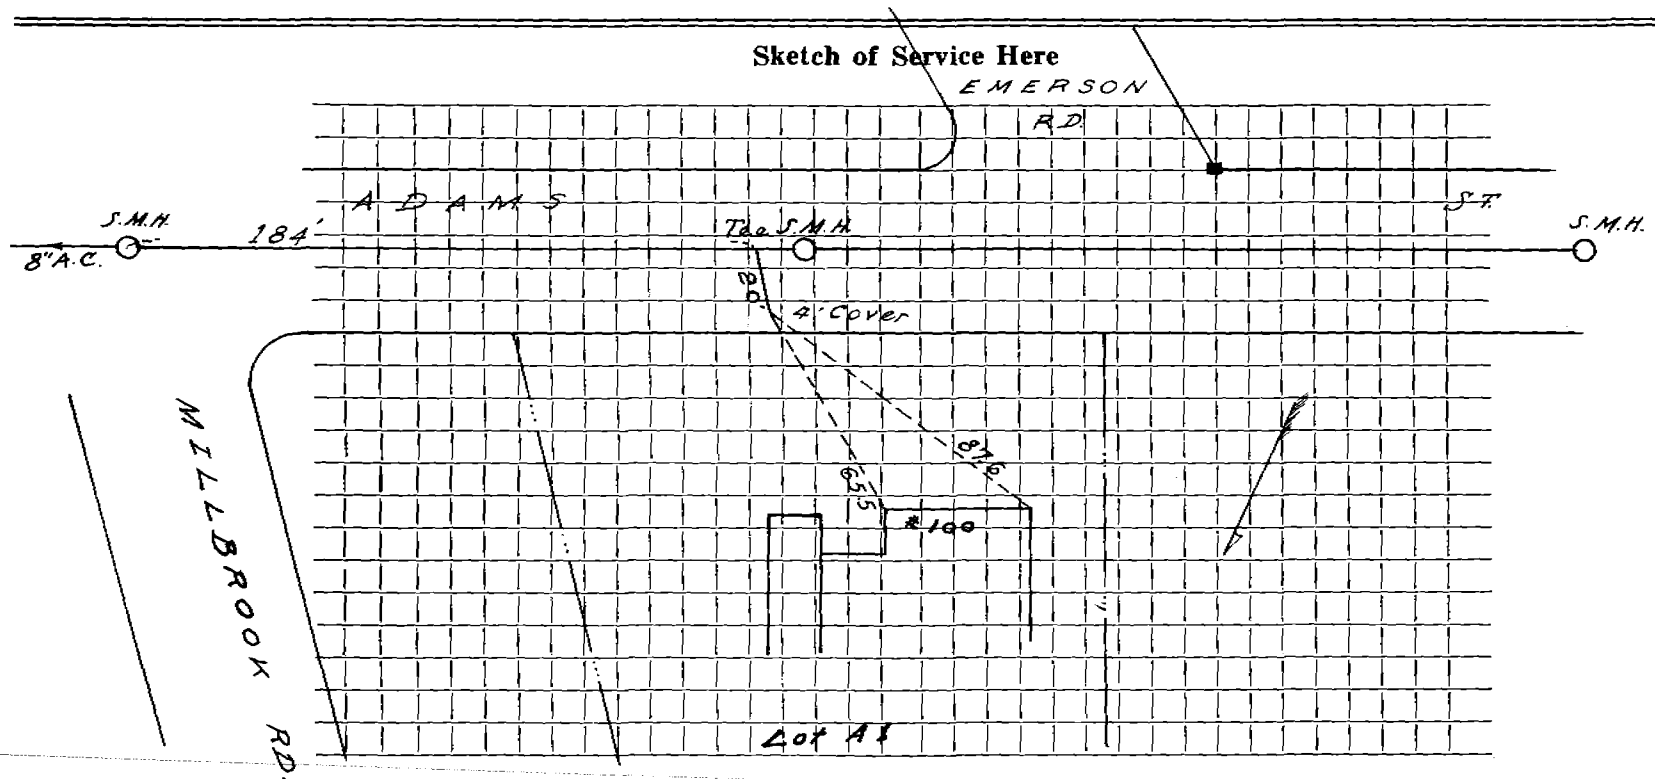 Sketch of Service Here
EMERSON
RD.
ADAMS
ST.
S.M.H.
184'
Tee S.M.H.
S.M.H.
8" A.C.
20'
4' Cover
MILLBROOK RD.
87.6
65.5
# 100
Lot A1